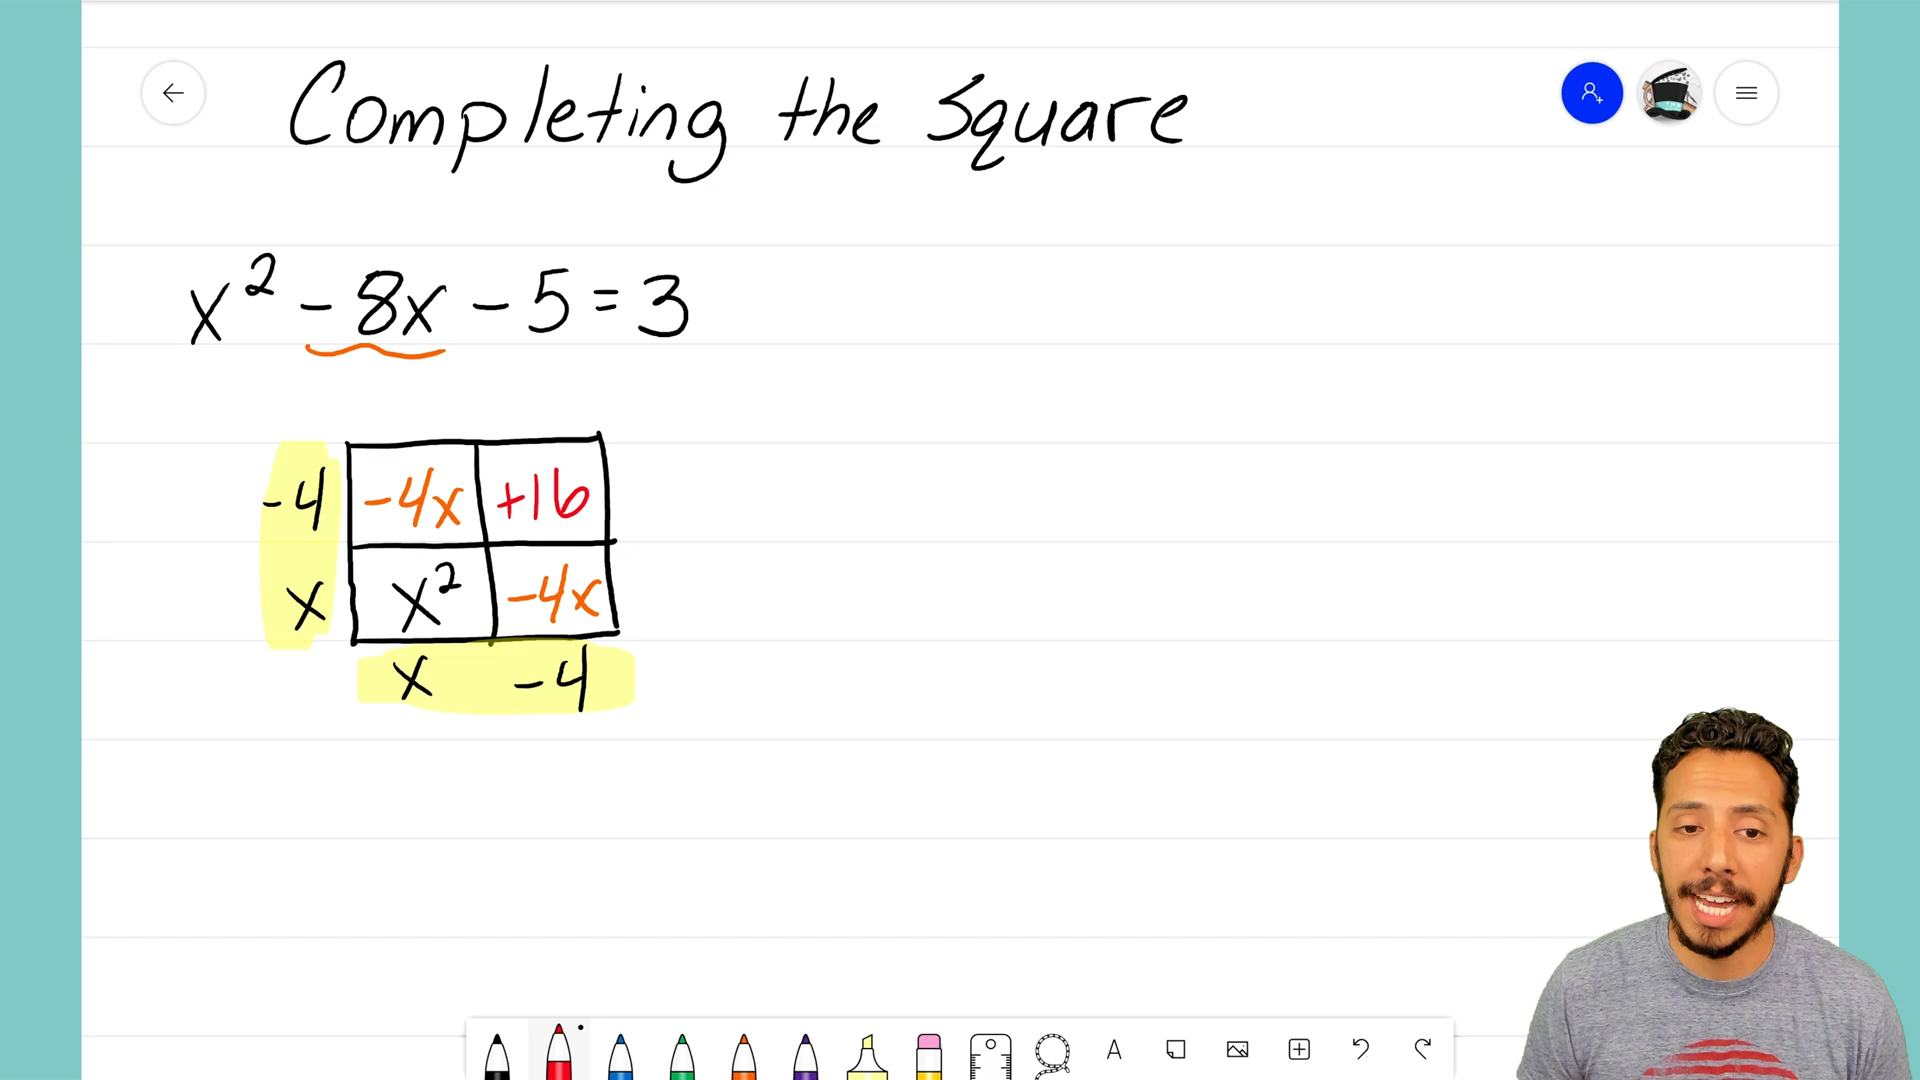 Completing the Square
x² - 8x - 5 = 3
-4 -4x +16
x x² -4x
x -4
A